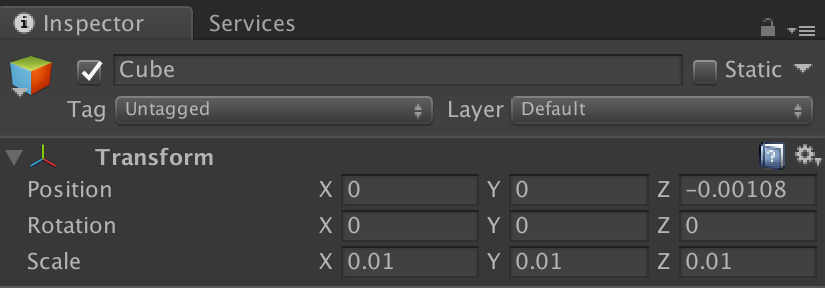 Inspector Services
Cube Static
Tag Untagged Layer Default
Transform
Position X 0 Y 0 Z -0.00108
Rotation X 0 Y 0 Z 0
Scale X 0.01 Y 0.01 Z 0.01